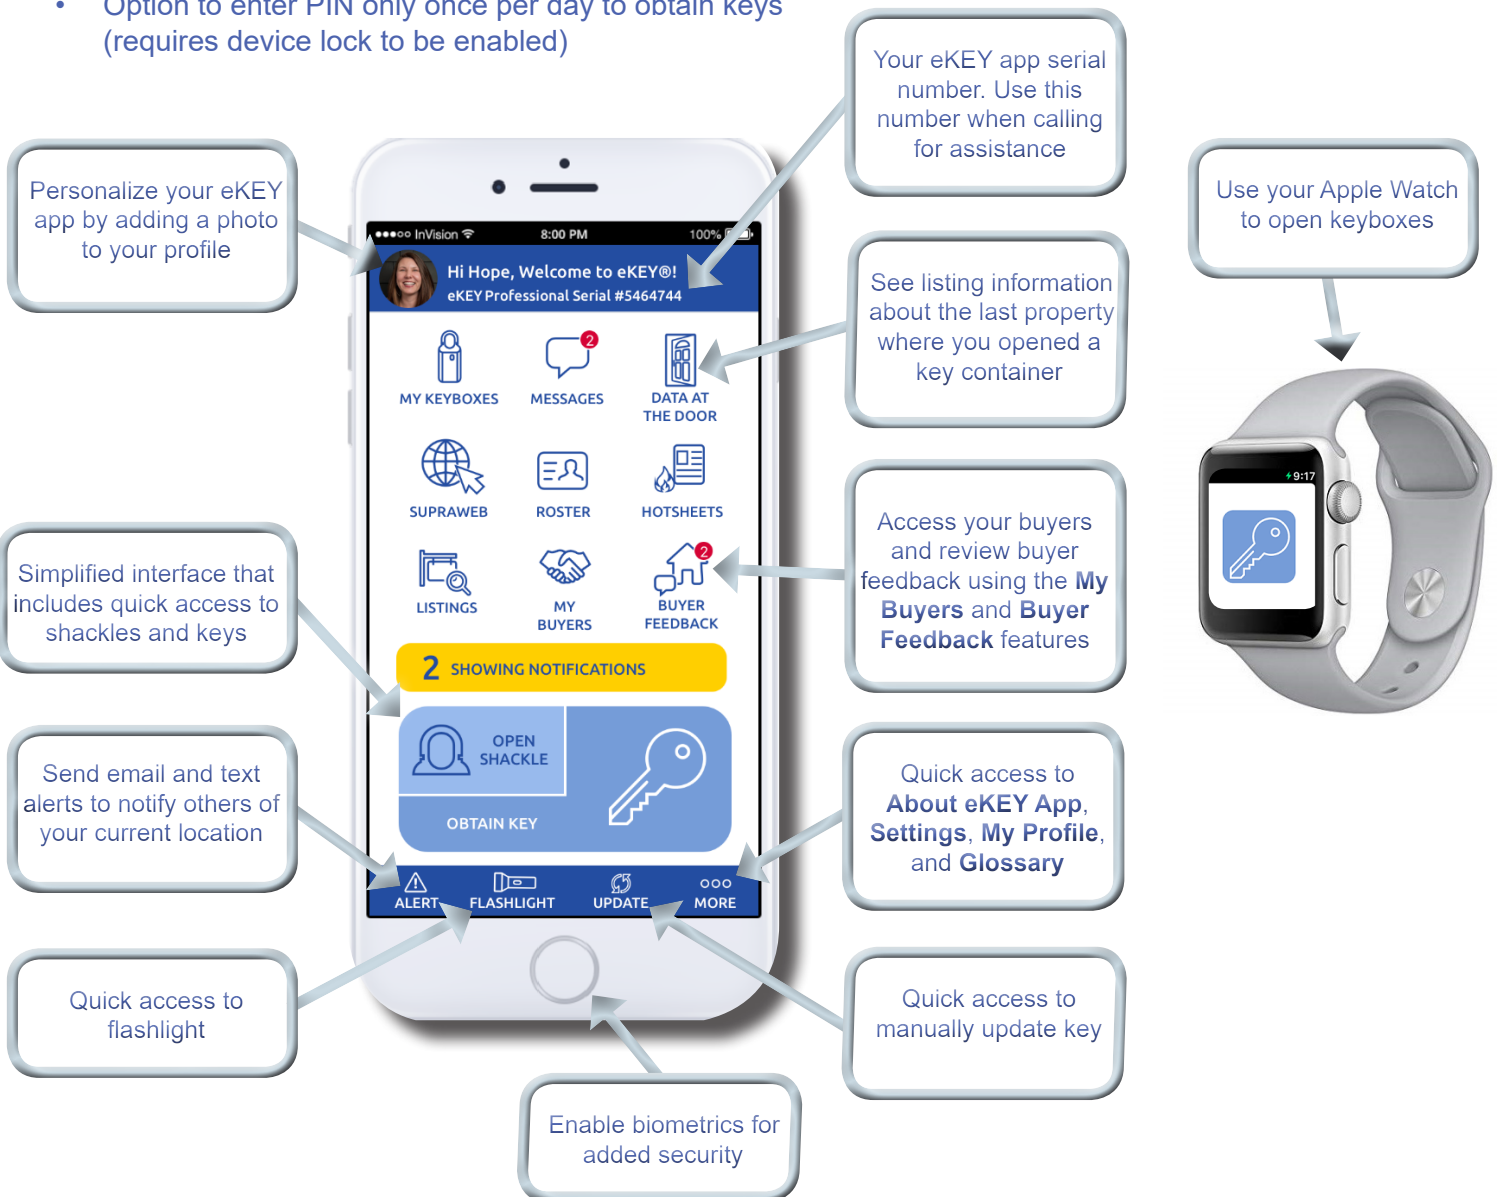 • Option to enter PIN only once per day to obtain keys
(requires device lock to be enabled)
Your eKEY app serial
number. Use this
number when calling
for assistance
Personalize your eKEY
app by adding a photo
to your profile
Use your Apple Watch
to open keyboxes
InVision
8:00 PM
100%
Hi Hope, Welcome to eKEY®!
eKEY Professional Serial #5464744
See listing information
about the last property
where you opened a
key container
2
MY KEYBOXES
MESSAGES
DATA AT
THE DOOR
SUPRAWEB
ROSTER
HOTSHEETS
9:17
Access your buyers
and review buyer
feedback using the My
Buyers and Buyer
Feedback features
Simplified interface that
includes quick access to
shackles and keys
2
LISTINGS
MY
BUYERS
BUYER
FEEDBACK
2 SHOWING NOTIFICATIONS
OPEN
SHACKLE
OBTAIN KEY
Send email and text
alerts to notify others of
your current location
Quick access to
About eKEY App,
Settings, My Profile,
and Glossary
ALERT
FLASHLIGHT
UPDATE
MORE
Quick access to
flashlight
Quick access to
manually update key
Enable biometrics for
added security